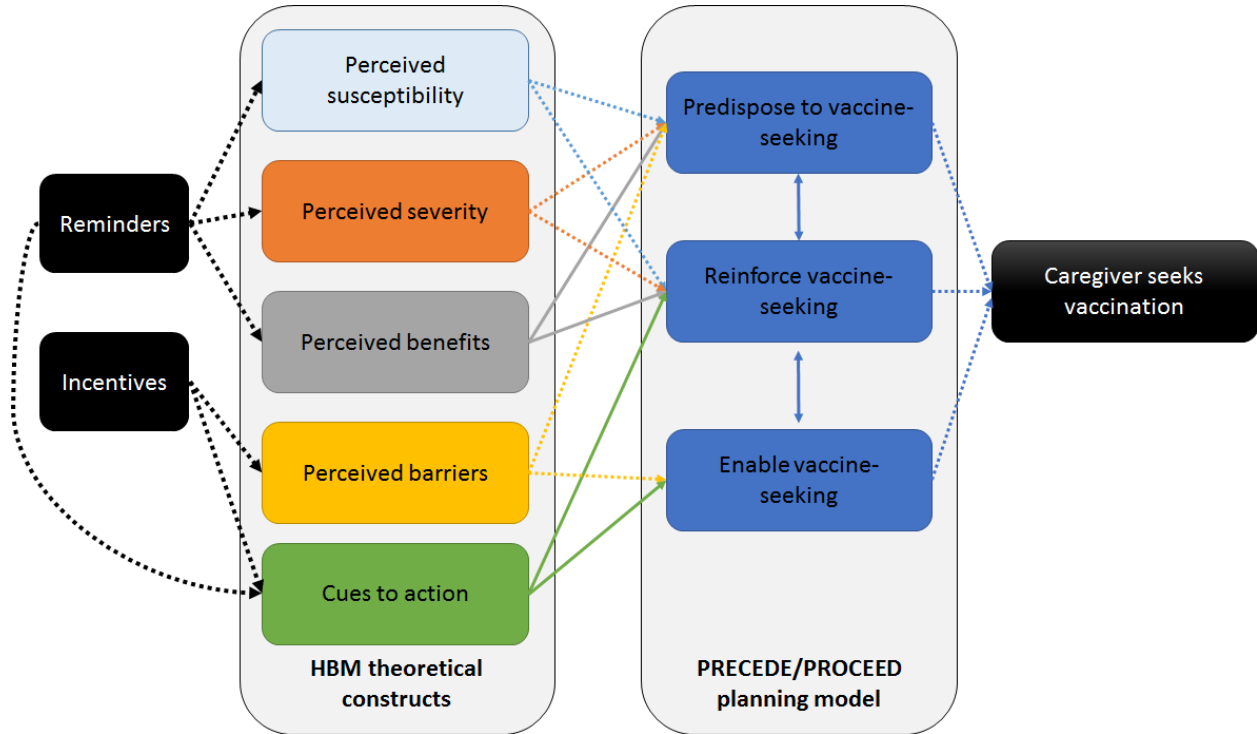 Reminders
Incentives
Perceived
susceptibility
Perceived severity
Perceived benefits
Perceived barriers
Cues to action
HBM theoretical
constructs
Predispose to vaccine-
seeking
Reinforce vaccine-
seeking
Enable vaccine-
seeking
PRECEDE/PROCEED
planning model
Caregiver seeks
vaccination